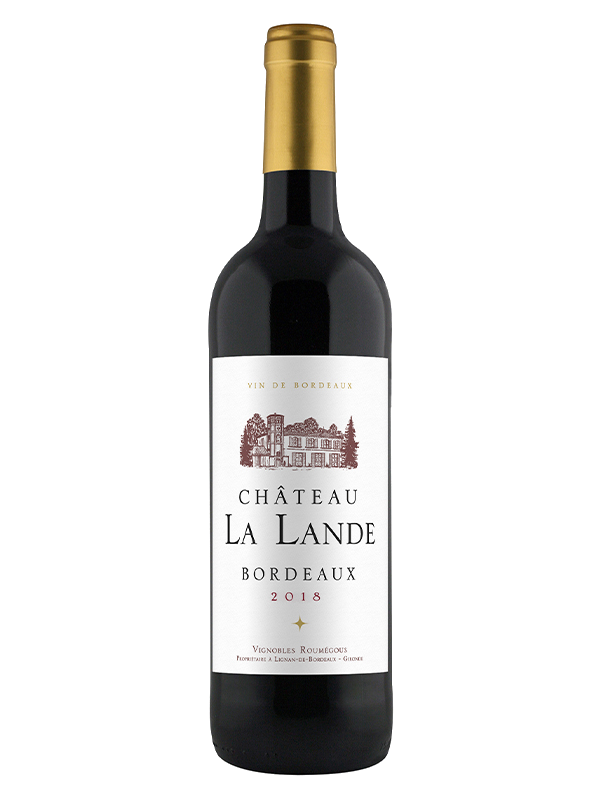 VIN DE BORDEAUX
CHÂTEAU
LA LANDE
BORDEAUX
2018
VIGNOBLES ROUMÉGOUS
PROPRIÉTAIRE A LIGNAN-DE-BORDEAUX - GIRONDE